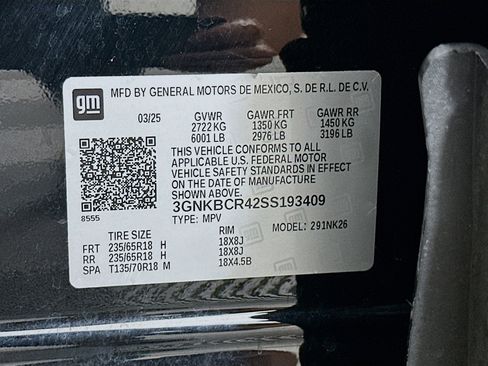 gm
MFD BY GENERAL MOTORS DE MEXICO, S. DE R.L. DE C.V.
03/25 GVWR GAWR FRT GAWR RR
2722 KG 1350 KG 1450 KG
6001 LB 2976 LB 3196 LB
THIS VEHICLE CONFORMS TO ALL
APPLICABLE U.S. FEDERAL MOTOR
VEHICLE SAFETY STANDARDS IN EFFECT
ON THE DATE OF MANUFACTURE
SHOWN ABOVE.
8555
3GNKBCR42SS193409
TYPE: MPV MODEL: 291NK26
TIRE SIZE RIM
FRT 235/65R18 H 18X8J
RR 235/65R18 H 18X8J
SPA T135/70R18 M 18X4.5B